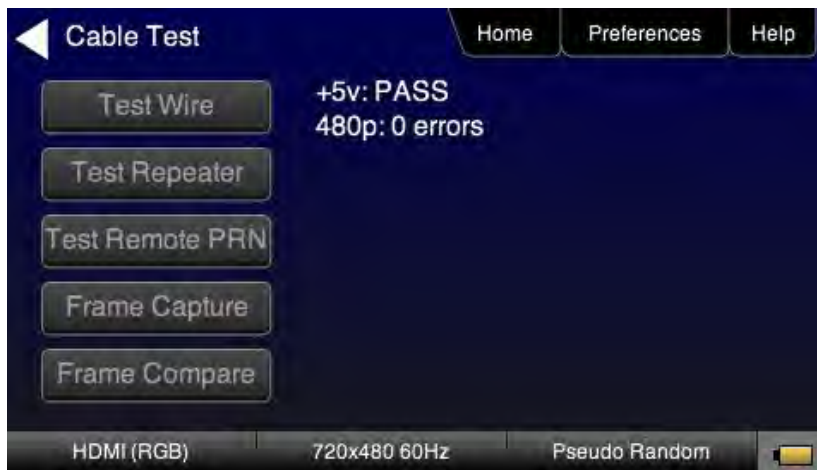 Cable Test
Home
Preferences
Help
Test Wire
Test Repeater
Test Remote PRN
Frame Capture
Frame Compare
+5v: PASS
480p: 0 errors
HDMI (RGB)
720x480 60Hz
Pseudo Random